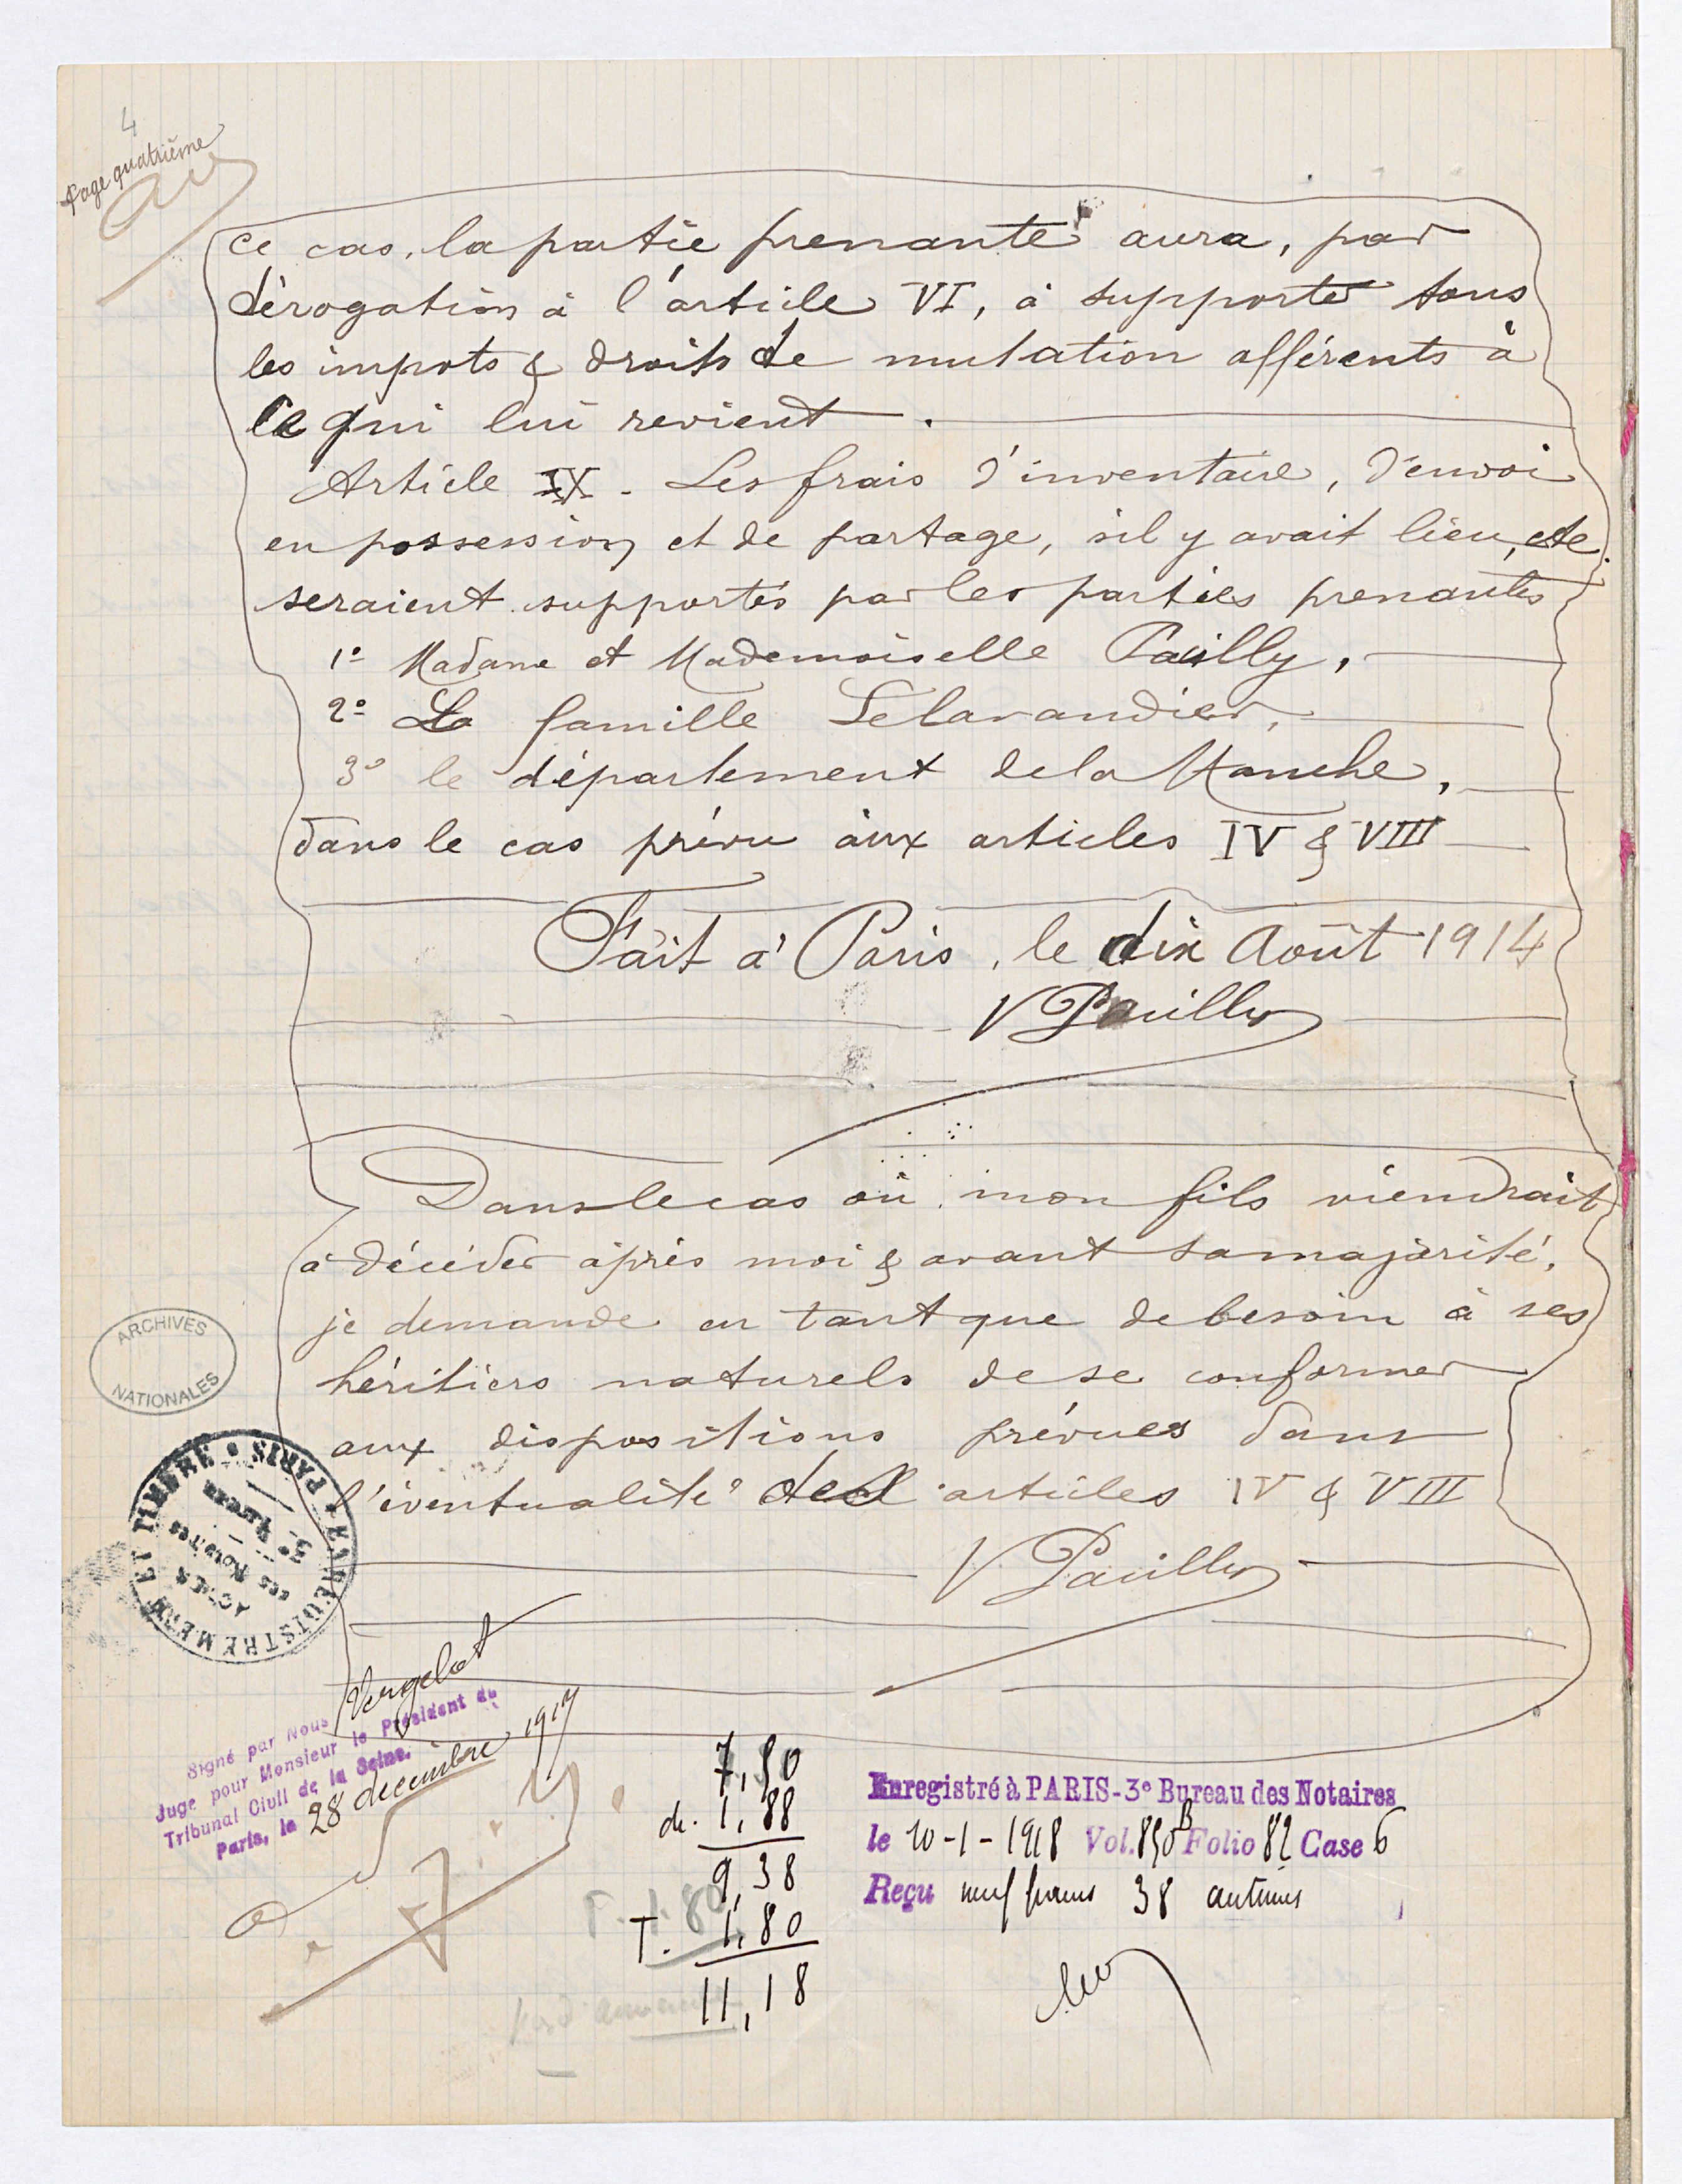 4
Page quatrième
ce cas, la partie prenante aura, par
dérogation à l'article VI, à supporter tous
les impots & droits de mutation afférents à
ce qui lui revient.
Article IX - Les frais d'inventaire, d'envoi
en possession et de partage, s'il y avait lieu, etc
seraient supportés par les parties prenantes
1° Madame et Mademoiselle Pailly,
2° La famille Lelavandier,
3° le département de la Manche,
dans le cas prévu aux articles IV & VIII
Fait à Paris, le dix Août 1914
V Pailly
Dans le cas où mon fils viendrait
à décéder après moi & avant sa majorité,
je demande en tant que de besoin à ses
héritiers naturels de se conformer
aux dispositions prévues dans
l'éventualité des articles IV & VIII
V Pailly
ARCHIVES
NATIONALES
ENREGISTREMENT ET TIMBRE • PARIS
ACTES
des Notaires
3e Bureau
Signé par Nous
Juge pour Monsieur le Président du
Tribunal Civil de la Seine.
Paris, le 28 décembre 1917
7,50
de. 1,88
9,38
T. 1,80
11,18
Enregistré à PARIS - 3e Bureau des Notaires
le 10-1-1918 Vol. 850B Folio 82 Case 6
Reçu neuf francs 38 centimes